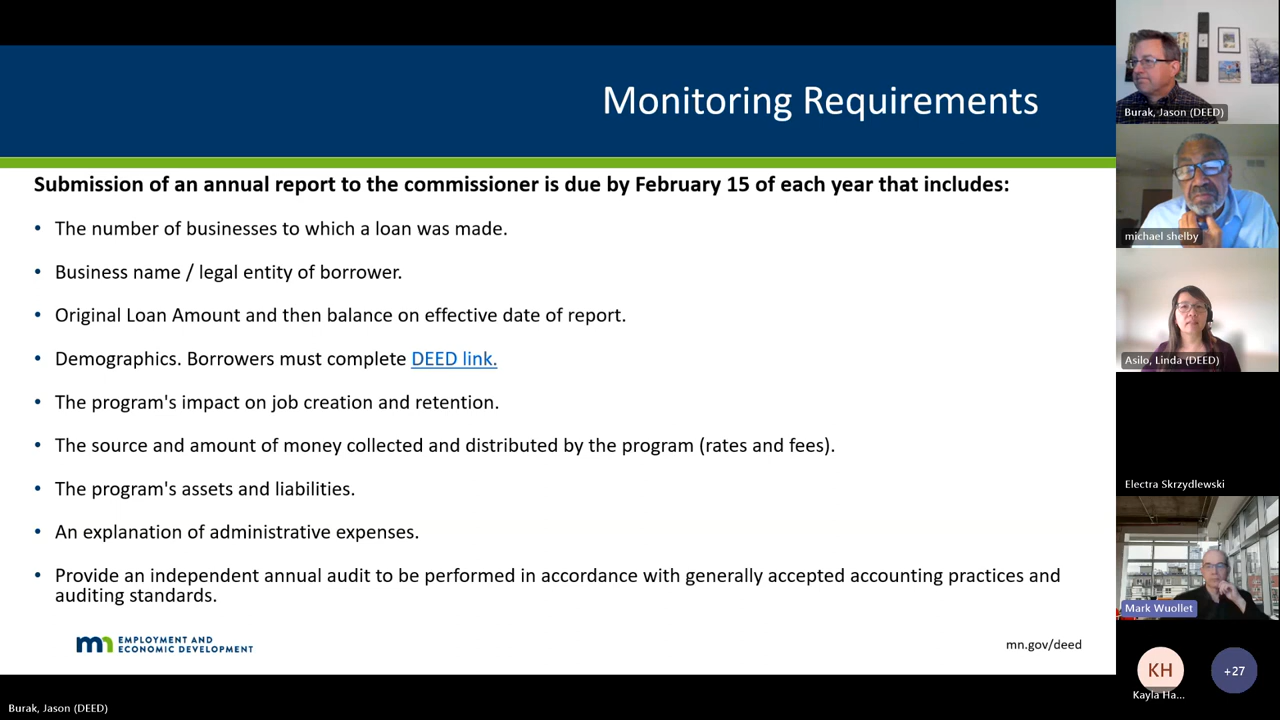 Monitoring Requirements
Submission of an annual report to the commissioner is due by February 15 of each year that includes:
• The number of businesses to which a loan was made.
• Business name / legal entity of borrower.
• Original Loan Amount and then balance on effective date of report.
• Demographics. Borrowers must complete DEED link.
• The program's impact on job creation and retention.
• The source and amount of money collected and distributed by the program (rates and fees).
• The program's assets and liabilities.
• An explanation of administrative expenses.
• Provide an independent annual audit to be performed in accordance with generally accepted accounting practices and
auditing standards.
mn EMPLOYMENT AND
ECONOMIC DEVELOPMENT
mn.gov/deed
Burak, Jason (DEED)
Burak, Jason (DEED)
michael shelby
Asilo, Linda (DEED)
Electra Skrzydlewski
Mark Wuollet
KH
Kayla Ha...
+27